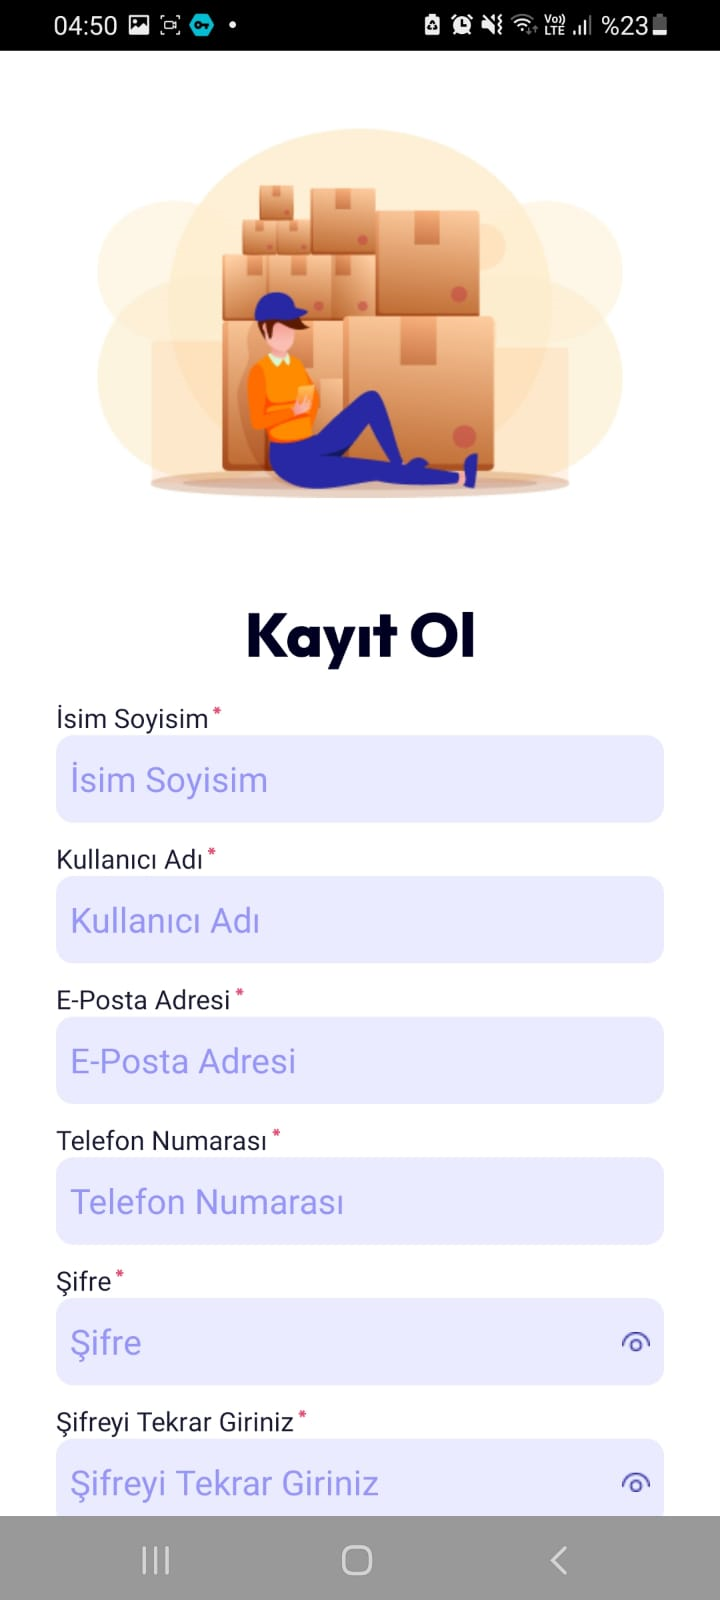 04:50
Vo))
LTE
%23
Kayıt Ol
İsim Soyisim *
İsim Soyisim
Kullanıcı Adı *
Kullanıcı Adı
E-Posta Adresi *
E-Posta Adresi
Telefon Numarası *
Telefon Numarası
Şifre *
Şifre
Şifreyi Tekrar Giriniz *
Şifreyi Tekrar Giriniz